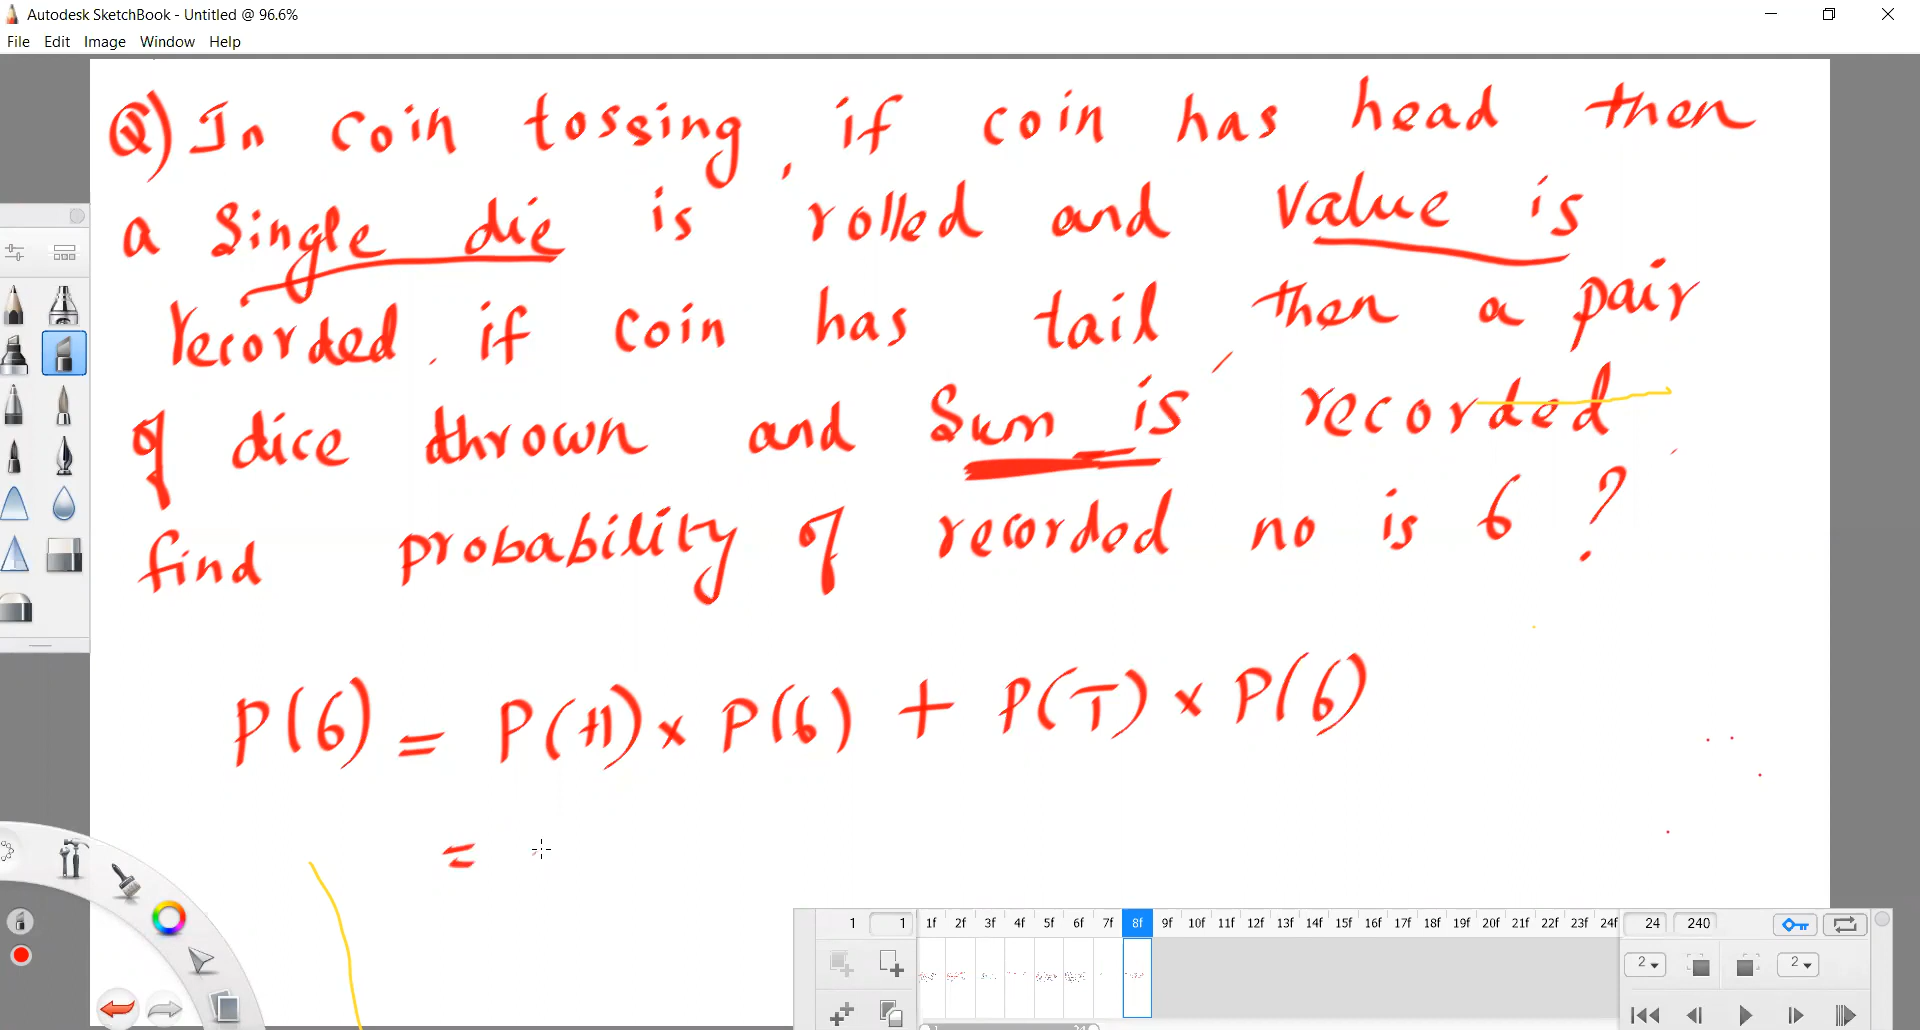 Autodesk SketchBook - Untitled @ 96.6%
File Edit Image Window Help
Q) In coin tossing, if coin has head then
a single die is rolled and value is
recorded. if coin has tail, then a pair
of dice thrown and sum is recorded.
find probability of recorded no is 6 ?
P(6) = P(H) x P(6) + P(T) x P(6)
=
1 1 1f 2f 3f 4f 5f 6f 7f 8f 9f 10f 11f 12f 13f 14f 15f 16f 17f 18f 19f 20f 21f 22f 23f 24f 24 240
2 2